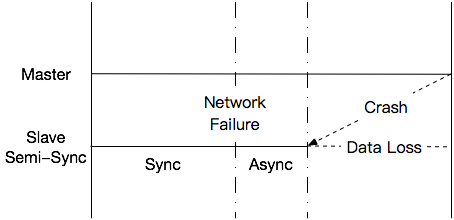 Master
Network
Failure
Crash
Slave
Semi-Sync
Data Loss
Sync
Async